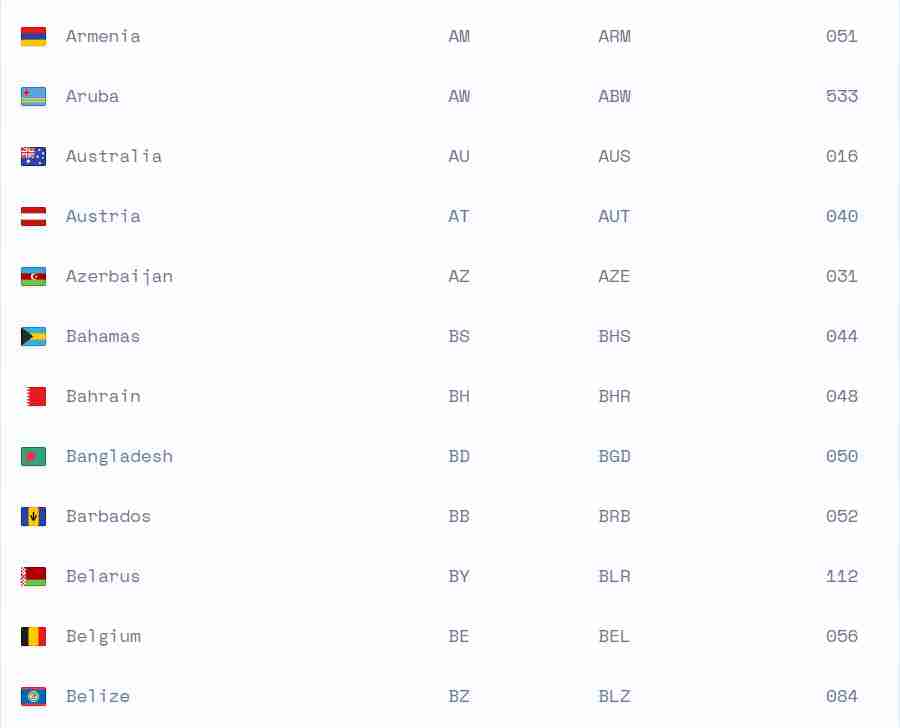 Armenia AM ARM 051
Aruba AW ABW 533
Australia AU AUS 016
Austria AT AUT 040
Azerbaijan AZ AZE 031
Bahamas BS BHS 044
Bahrain BH BHR 048
Bangladesh BD BGD 050
Barbados BB BRB 052
Belarus BY BLR 112
Belgium BE BEL 056
Belize BZ BLZ 084